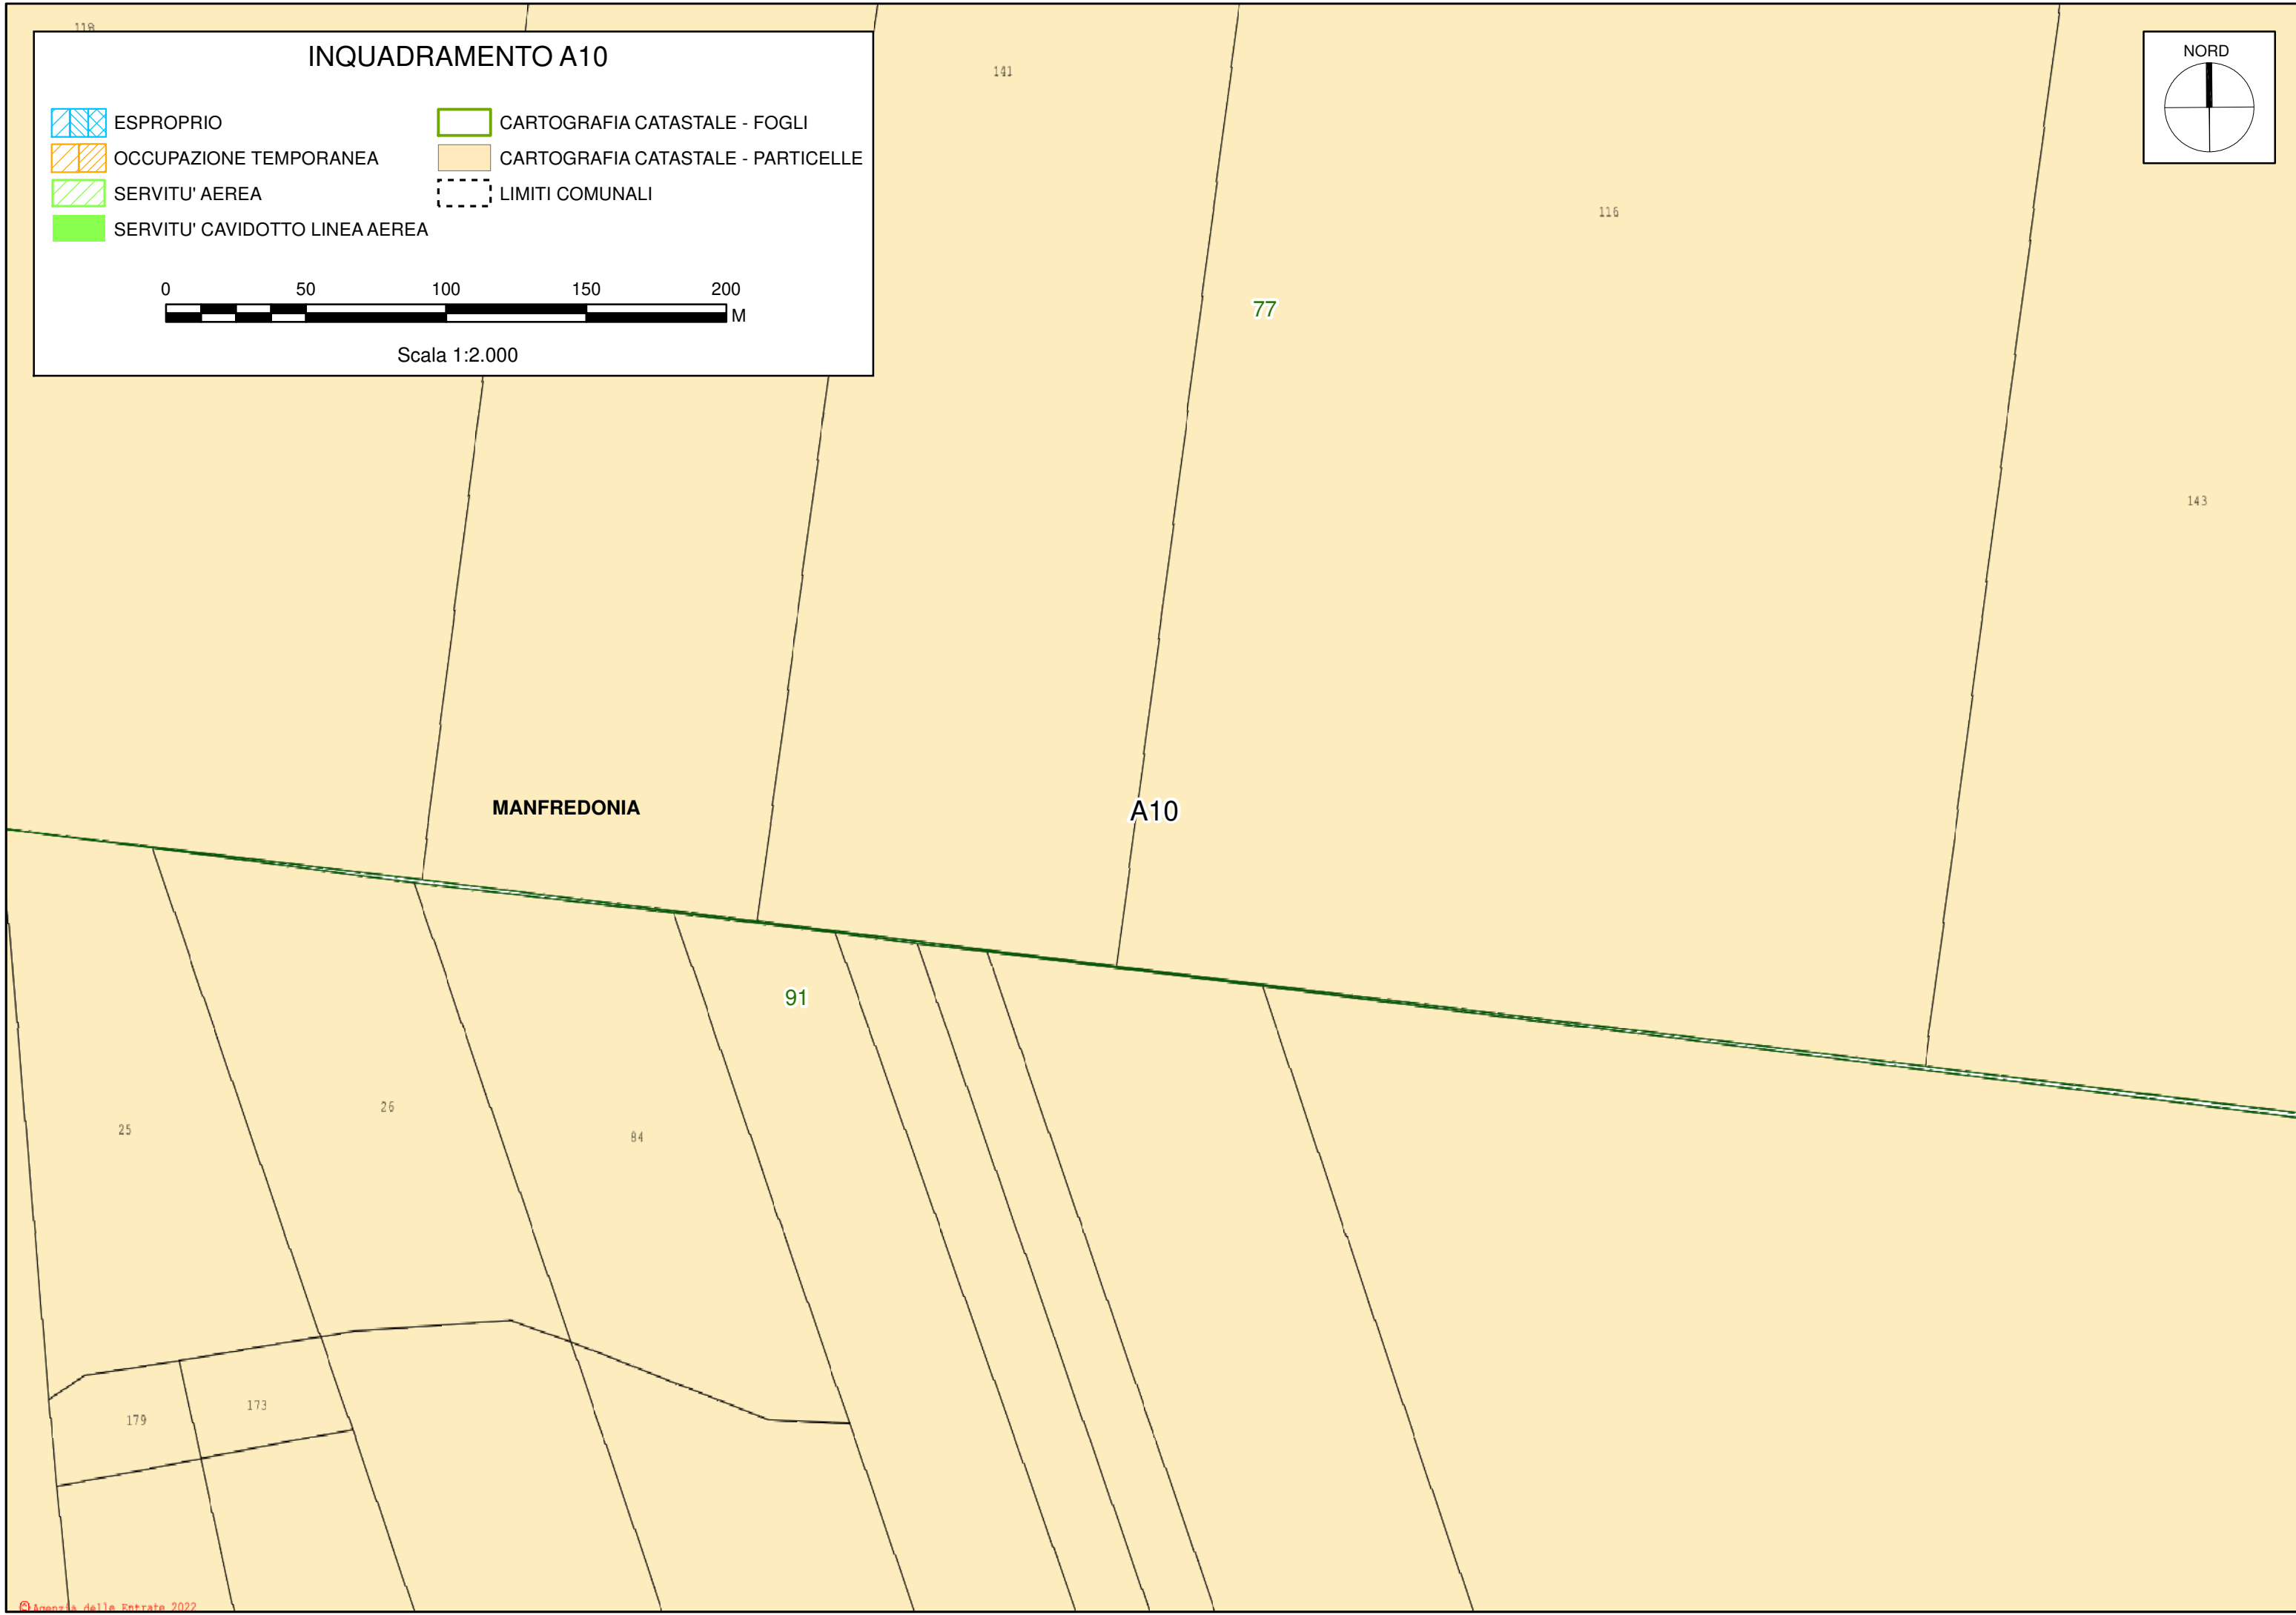 118
INQUADRAMENTO A10
ESPROPRIO
OCCUPAZIONE TEMPORANEA
SERVITU' AEREA
SERVITU' CAVIDOTTO LINEA AEREA
CARTOGRAFIA CATASTALE - FOGLI
CARTOGRAFIA CATASTALE - PARTICELLE
LIMITI COMUNALI
0 50 100 150 200
M
Scala 1:2.000
NORD
141
116
77
143
MANFREDONIA
A10
91
26
25
84
173
179
© Agenzia delle Entrate 2022